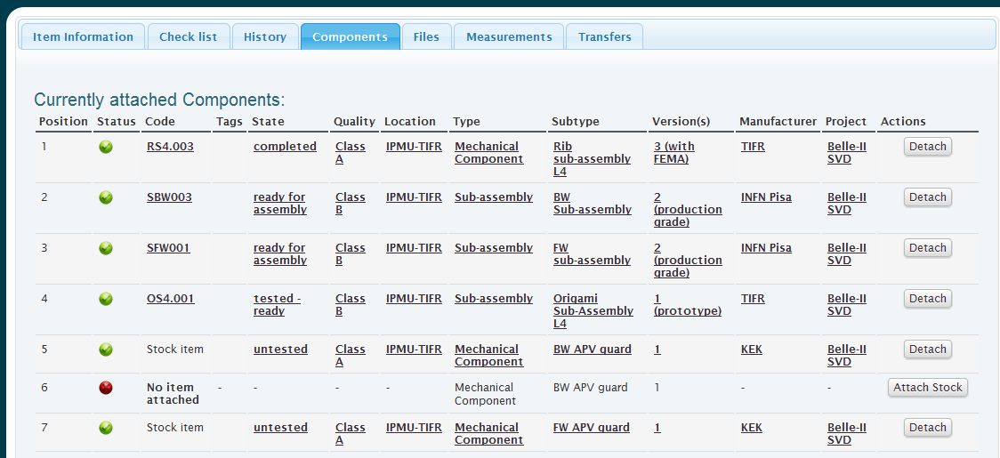 Item Information Check list History Components Files Measurements Transfers
Currently attached Components:
Position Status Code Tags State Quality Location Type Subtype Version(s) Manufacturer Project Actions
1 RS4.003 completed Class IPMU-TIFR Mechanical Rib 3 (with TIFR Belle-II Detach
A Component sub-assembly FEMA) SVD
L4
2 SBW003 ready for Class IPMU-TIFR Sub-assembly BW 2 INFN Pisa Belle-II Detach
assembly B Sub-assembly (production SVD
grade)
3 SFW001 ready for Class IPMU-TIFR Sub-assembly FW 2 INFN Pisa Belle-II Detach
assembly B sub-assembly (production SVD
grade)
4 OS4.001 tested - Class IPMU-TIFR Sub-assembly Origami 1 TIFR Belle-II Detach
ready B Sub-Assembly (prototype) SVD
L4
5 Stock item untested Class IPMU-TIFR Mechanical BW APV guard 1 KEK Belle-II Detach
A Component SVD
6 No item - - - - Mechanical BW APV guard 1 - - Attach Stock
attached Component
7 Stock item untested Class IPMU-TIFR Mechanical FW APV guard 1 KEK Belle-II Detach
A Component SVD